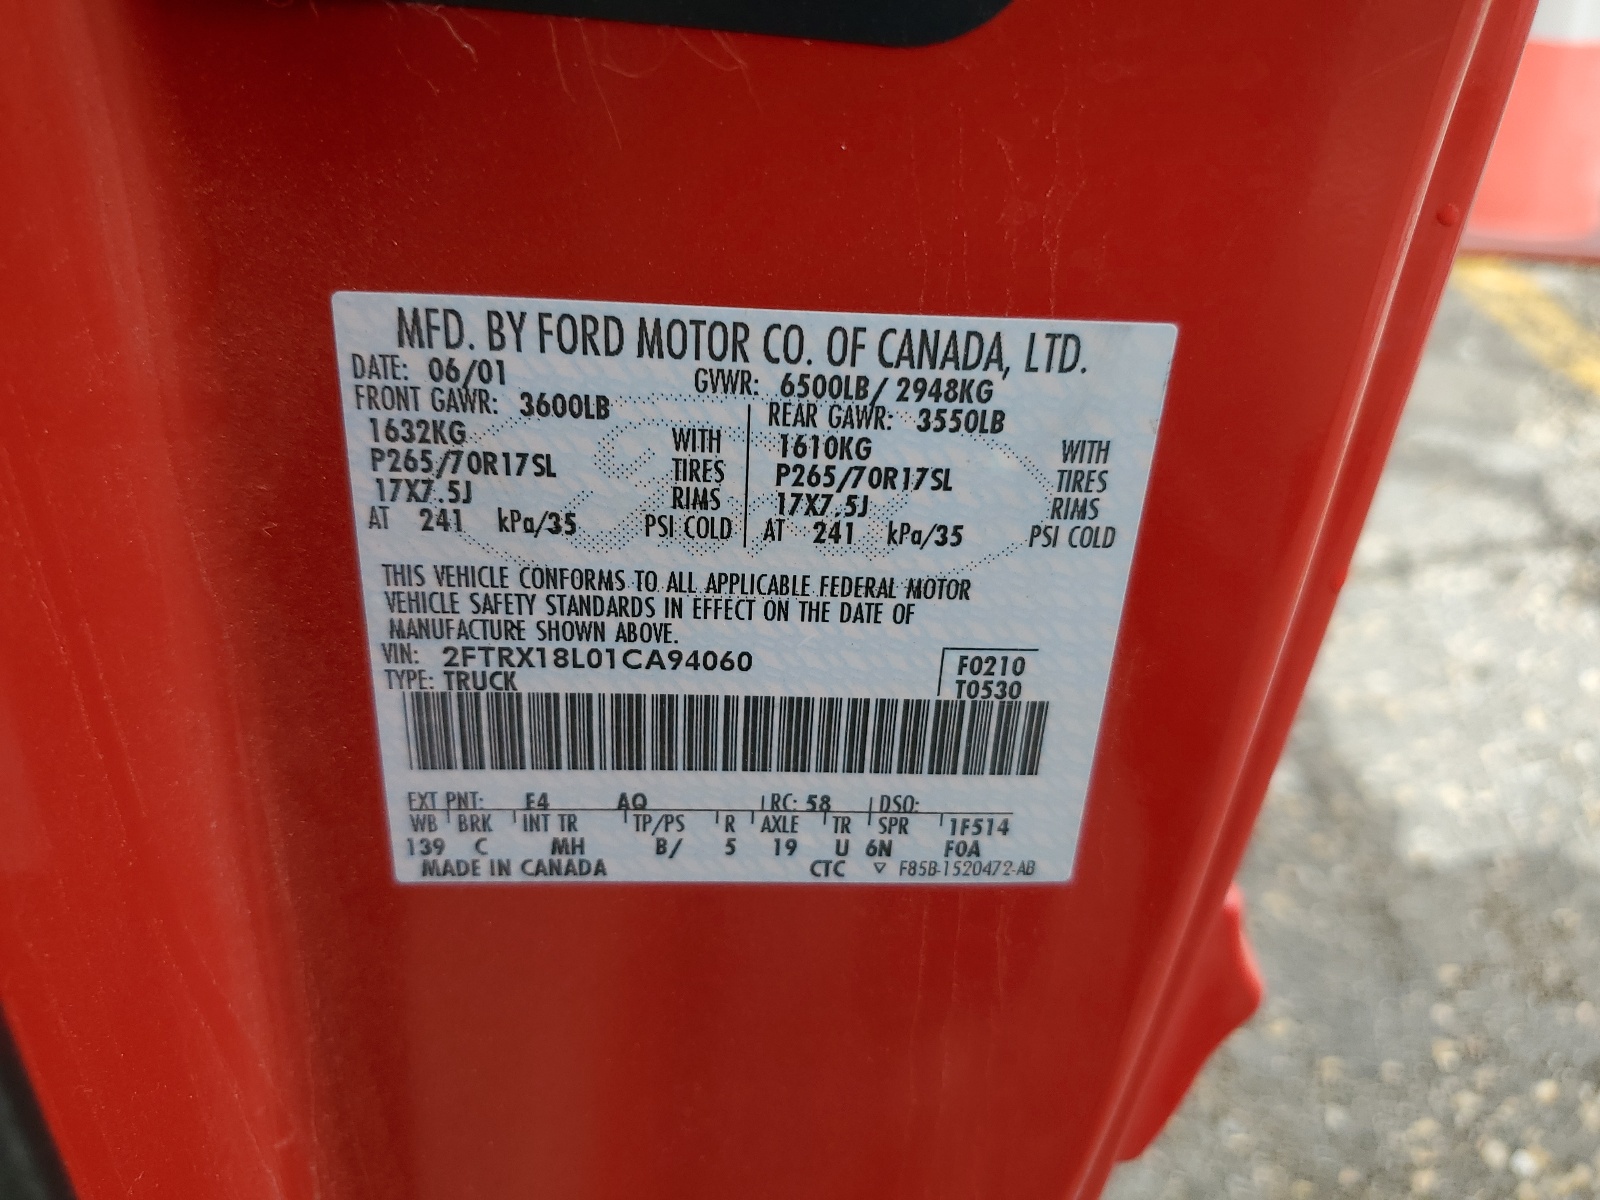 MFD. BY FORD MOTOR CO. OF CANADA, LTD.
DATE: 06/01 GVWR: 6500LB/ 2948KG
FRONT GAWR: 3600LB REAR GAWR: 3550LB
1632KG WITH 1610KG WITH
P265/70R17SL TIRES P265/70R17SL TIRES
17X7.5J RIMS 17X7.5J RIMS
AT 241 kPa/35 PSI COLD AT 241 kPa/35 PSI COLD
THIS VEHICLE CONFORMS TO ALL APPLICABLE FEDERAL MOTOR
VEHICLE SAFETY STANDARDS IN EFFECT ON THE DATE OF
MANUFACTURE SHOWN ABOVE.
VIN: 2FTRX18L01CA94060 F0210
TYPE: TRUCK T0530
EXT PNT: E4 AQ RC: 58 DSO:
WB BRK INT TR TP/PS R AXLE TR SPR 1F514
139 C MH B/ 5 19 U 6N F0A
MADE IN CANADA CTC ▽ F85B-1520472-AB